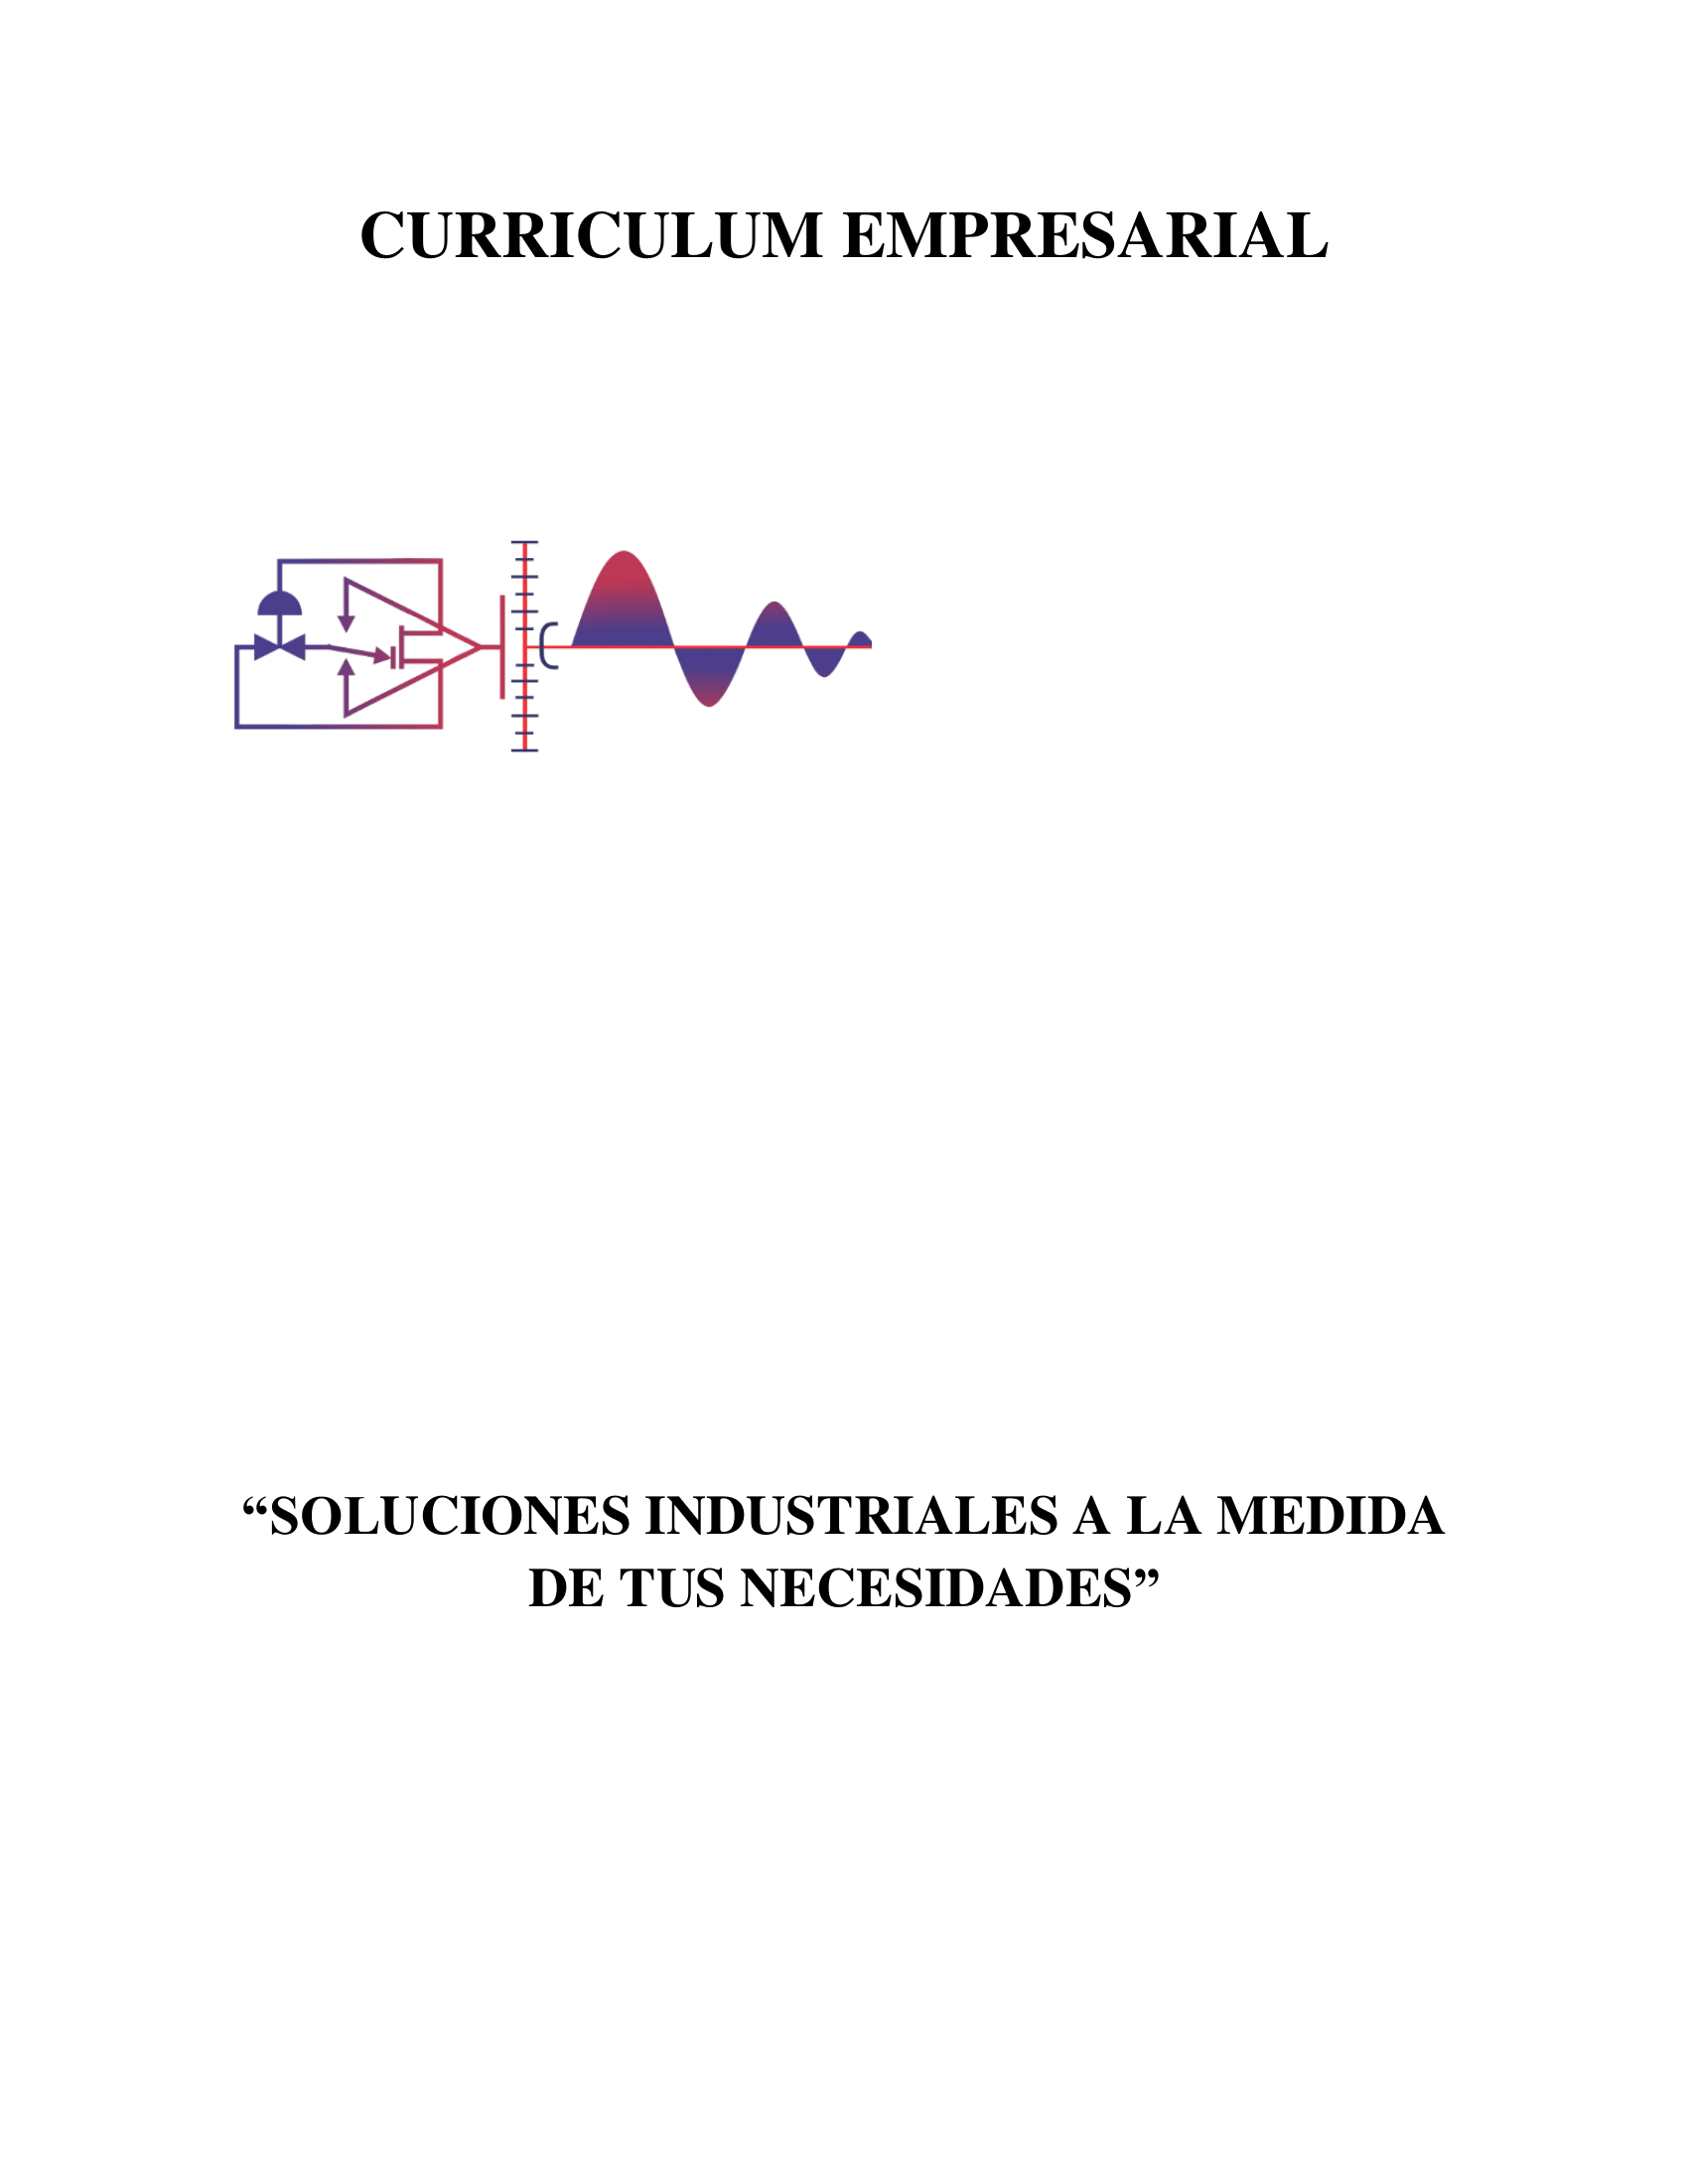 CURRICULUM EMPRESARIAL
“SOLUCIONES INDUSTRIALES A LA MEDIDA
DE TUS NECESIDADES”